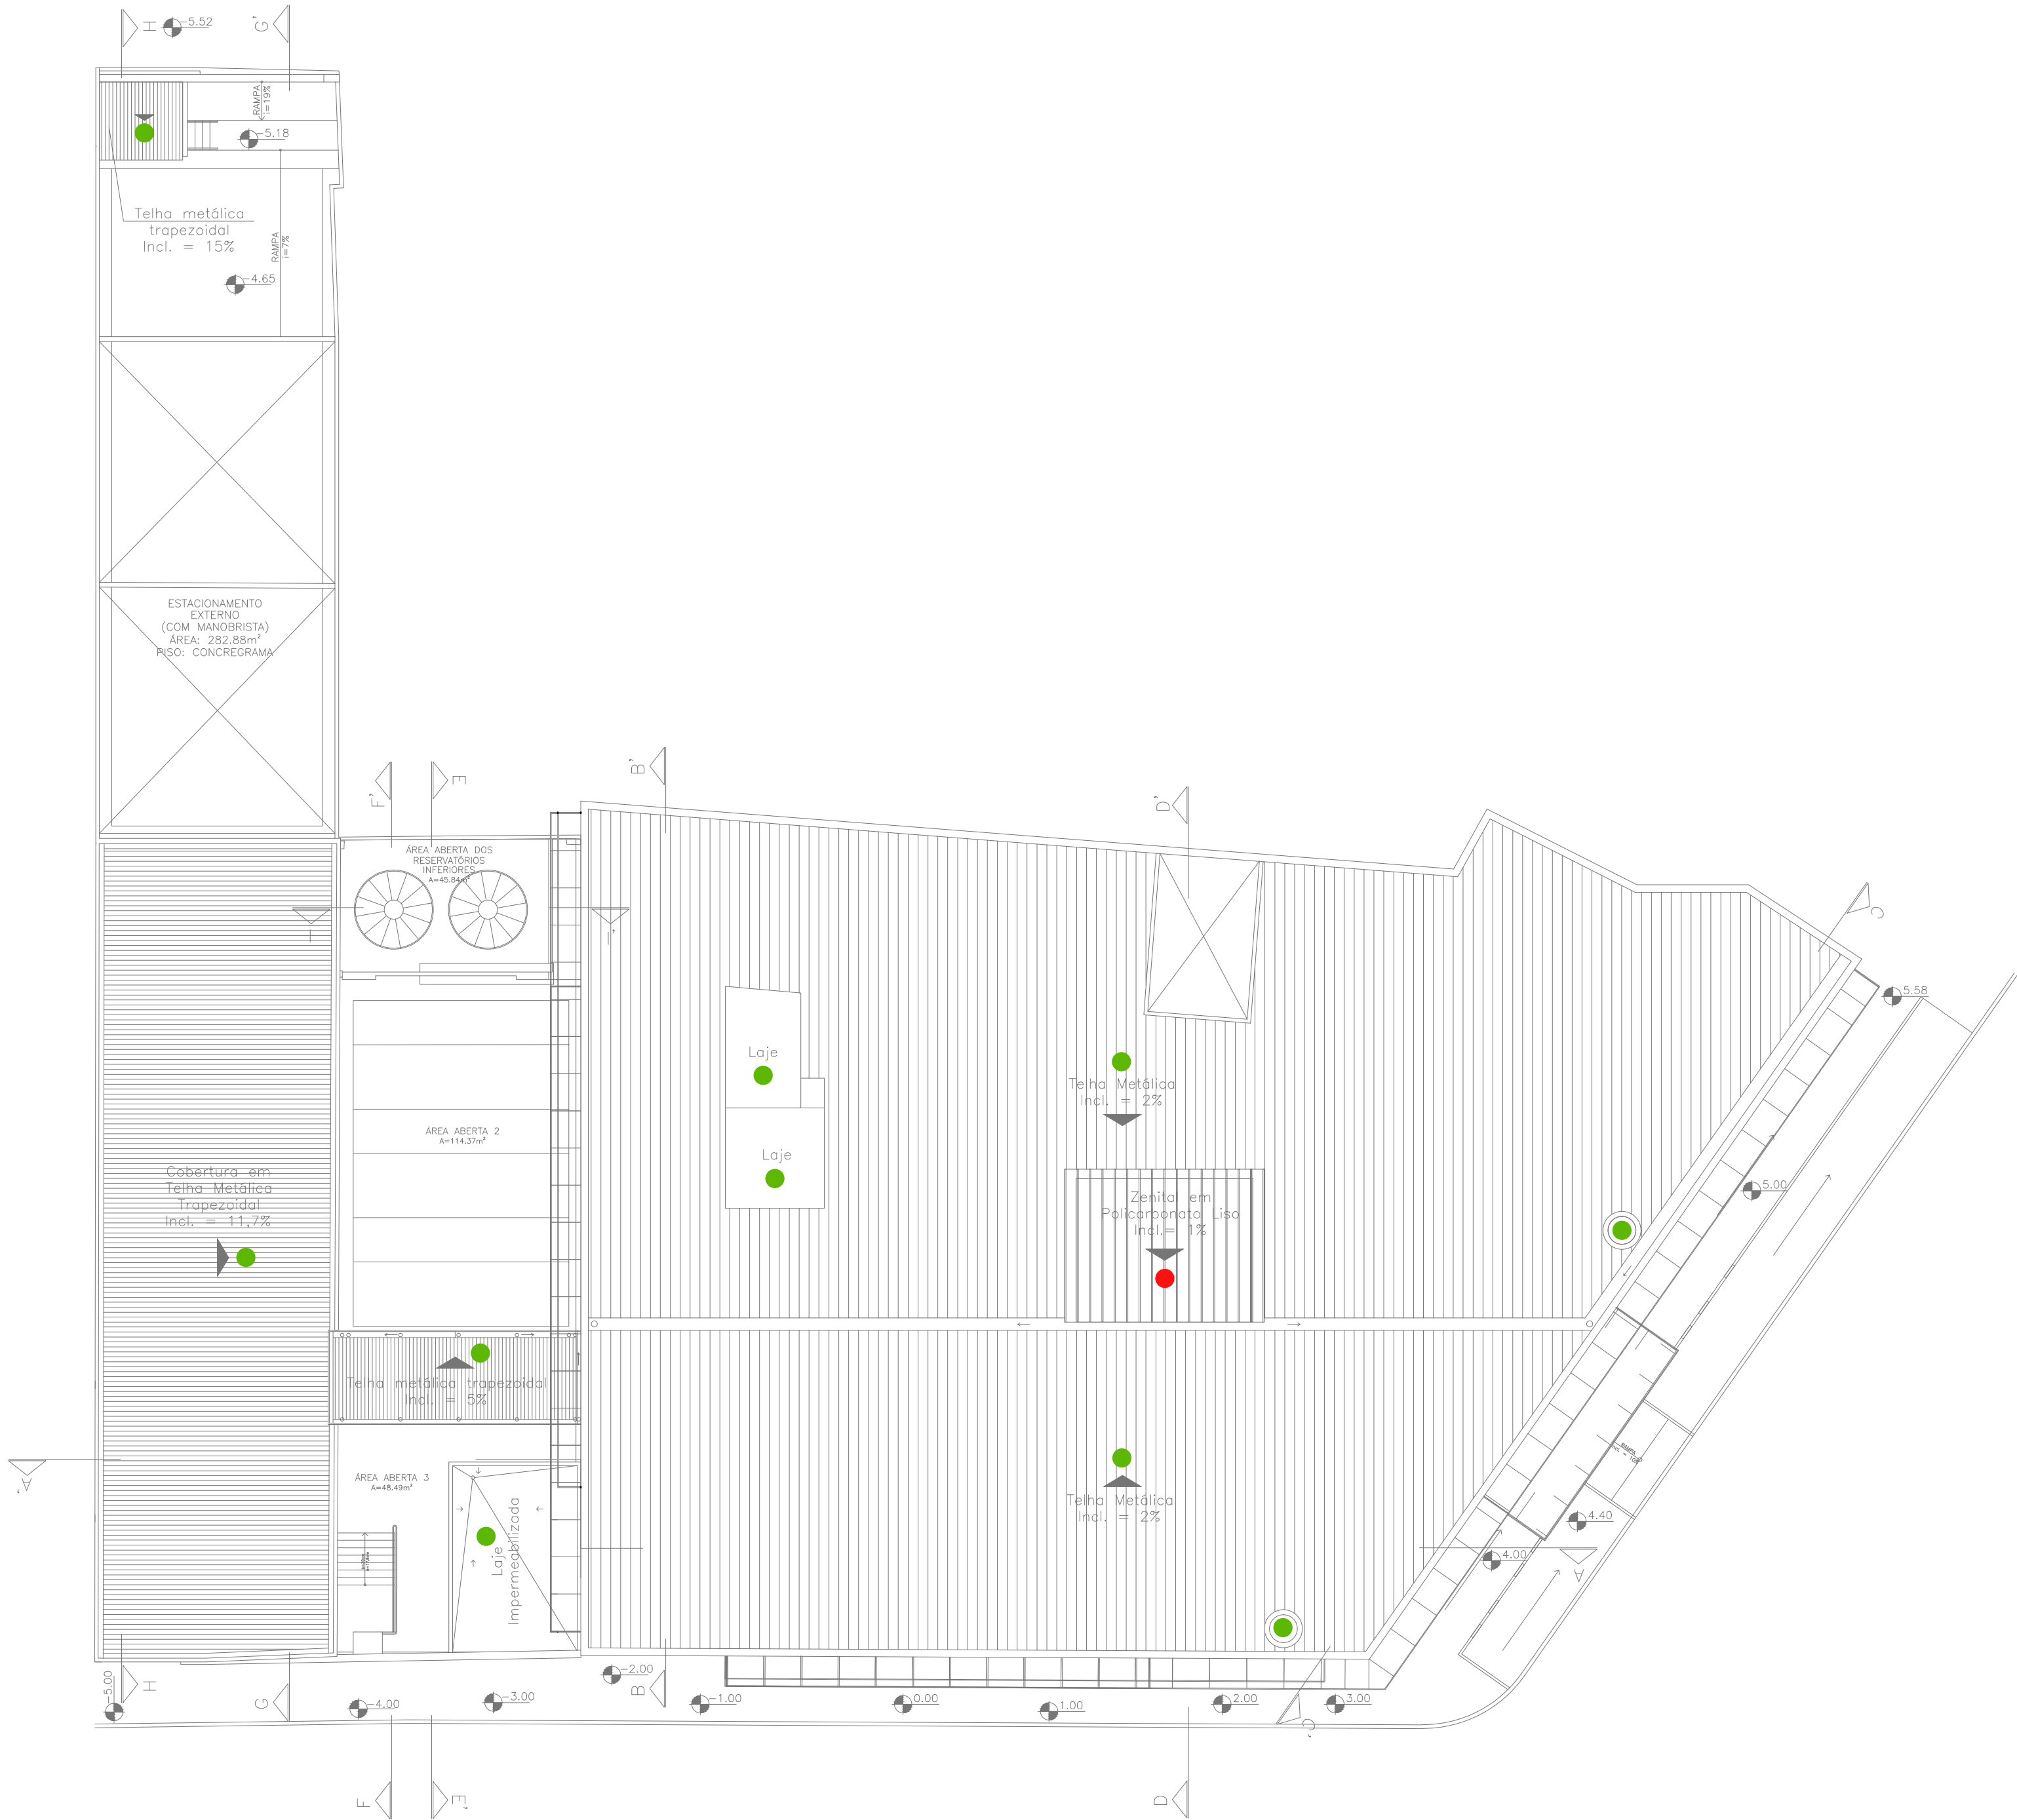 H
-5.52
G'
RAMPA
i=19%
-5.18
Telha metálica
trapezoidal
Incl. = 15%
RAMPA
i=7%
-4.65
ESTACIONAMENTO
EXTERNO
(COM MANOBRISTA)
ÁREA: 282.88m²
PISO: CONCREGRAMA
F'
E
B'
D'
C
ÁREA ABERTA DOS
RESERVATÓRIOS
INFERIORES
A=45.84m²
I
I'
5.58
Laje
Telha Metálica
Incl. = 2%
ÁREA ABERTA 2
A=114.37m²
Laje
Cobertura em
Telha Metálica
Trapezoidal
Incl. = 11,7%
Zenital em
Policarbonato Liso
Incl.= 1%
5.00
Telha metálica trapezoidal
Incl. = 5%
RAMPA
Incl. = 10%
A'
ÁREA ABERTA 3
A=48.49m²
Laje
Impermeabilizada
Telha Metálica
Incl. = 2%
4.40
4.00
A
-5.00
H
G
-4.00
-3.00
-2.00
B
-1.00
0.00
1.00
2.00
3.00
C'
F
E'
D